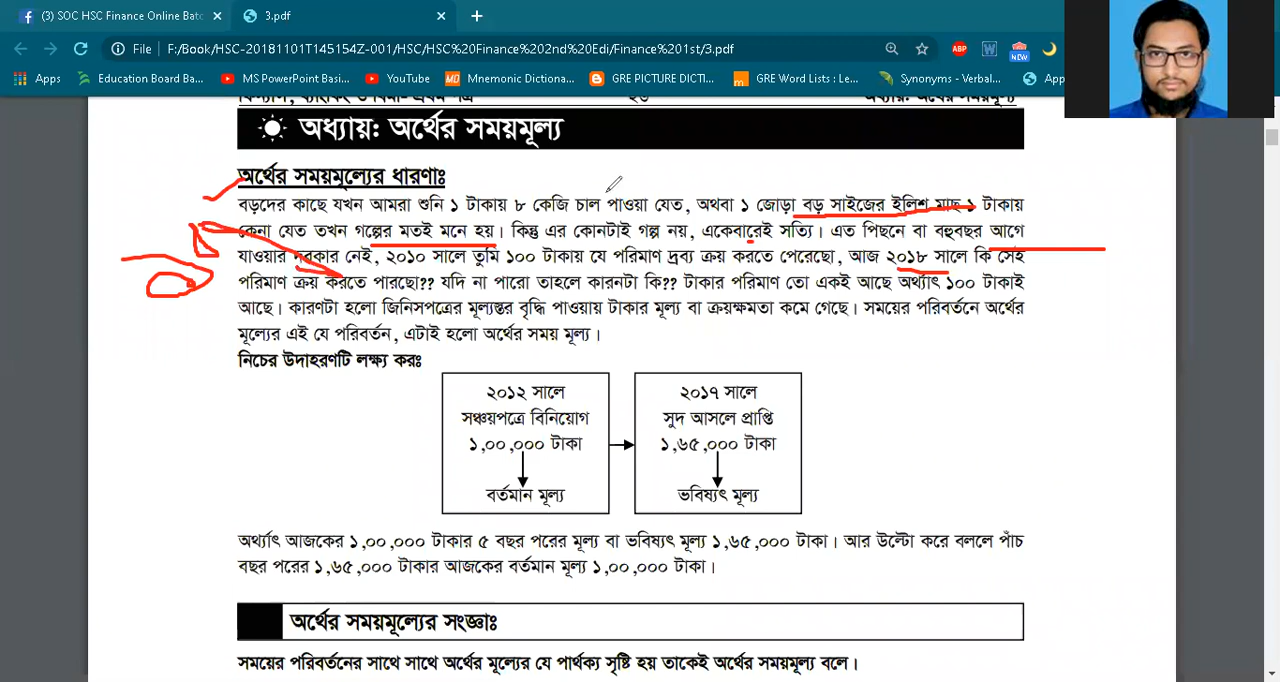 (3) SOC HSC Finance Online Batc
3.pdf
File
F:/Book/HSC-20181101T145154Z-001/HSC/HSC%20Finance%202nd%20Edi/Finance%201st/3.pdf
ABP
W
NEW
Apps
Education Board Ba...
MS PowerPoint Basi...
YouTube
Mnemonic Dictiona...
GRE PICTURE DICTI...
GRE Word Lists : Le...
Synonyms - Verbal...
App
অধ্যায়: অর্থের সময়মূল্য
অর্থের সময়মূল্যের ধারণাঃ
বড়দের কাছে যখন আমরা শুনি ১ টাকায় ৮ কেজি চাল পাওয়া যেত, অথবা ১ জোড়া বড় সাইজের ইলিশ মাছ ১ টাকায়
কেনা যেত তখন গল্পের মতই মনে হয়। কিন্তু এর কোনটাই গল্প নয়, একেবারেই সত্যি। এত পিছনে বা বহুবছর আগে
যাওয়ার দরকার নেই, ২০১০ সালে তুমি ১০০ টাকায় যে পরিমাণ দ্রব্য ক্রয় করতে পেরেছো, আজ ২০১৮ সালে কি সেই
পরিমাণ ক্রয় করতে পারছো?? যদি না পারো তাহলে কারনটা কি?? টাকার পরিমাণ তো একই আছে অর্থ্যাৎ ১০০ টাকাই
আছে। কারণটা হলো জিনিসপত্রের মূল্যস্তর বৃদ্ধি পাওয়ায় টাকার মূল্য বা ক্রয়ক্ষমতা কমে গেছে। সময়ের পরিবর্তনে অর্থের
মূল্যের এই যে পরিবর্তন, এটাই হলো অর্থের সময় মূল্য।
নিচের উদাহরণটি লক্ষ্য করঃ
২০১২ সালে
সঞ্চয়পত্রে বিনিয়োগ
১,০০,০০০ টাকা
বর্তমান মূল্য
২০১৭ সালে
সুদ আসলে প্রাপ্তি
১,৬৫,০০০ টাকা
ভবিষ্যৎ মূল্য
অর্থ্যাৎ আজকের ১,০০,০০০ টাকার ৫ বছর পরের মূল্য বা ভবিষ্যৎ মূল্য ১,৬৫,০০০ টাকা। আর উল্টো করে বললে পাঁচ
বছর পরের ১,৬৫,০০০ টাকার আজকের বর্তমান মূল্য ১,০০,০০০ টাকা।
অর্থের সময়মূল্যের সংজ্ঞাঃ
সময়ের পরিবর্তনের সাথে সাথে অর্থের মূল্যের যে পার্থক্য সৃষ্টি হয় তাকেই অর্থের সময়মূল্য বলে।